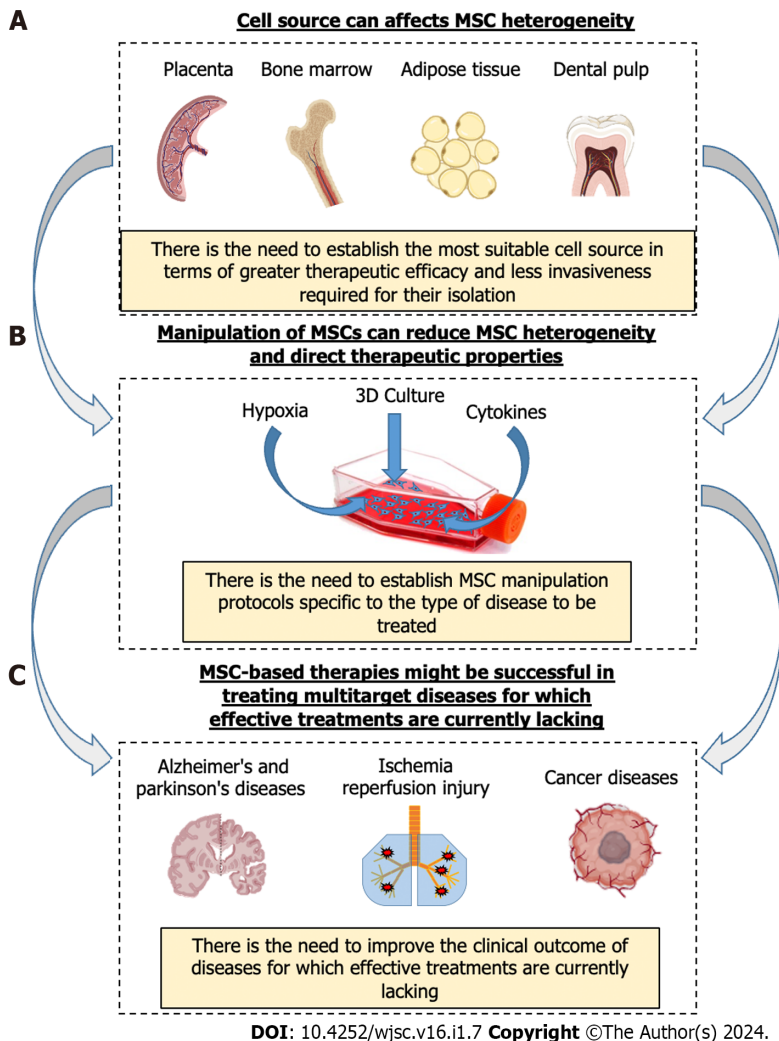 A
Cell source can affects MSC heterogeneity
Placenta
Bone marrow
Adipose tissue
Dental pulp
There is the need to establish the most suitable cell source in
terms of greater therapeutic efficacy and less invasiveness
required for their isolation
B
Manipulation of MSCs can reduce MSC heterogeneity
and direct therapeutic properties
Hypoxia
3D Culture
Cytokines
There is the need to establish MSC manipulation
protocols specific to the type of disease to be
treated
C
MSC-based therapies might be successful in
treating multitarget diseases for which
effective treatments are currently lacking
Alzheimer's and
parkinson's diseases
Ischemia
reperfusion injury
Cancer diseases
There is the need to improve the clinical outcome of
diseases for which effective treatments are currently
lacking
DOI: 10.4252/wjsc.v16.i1.7 Copyright ©The Author(s) 2024.